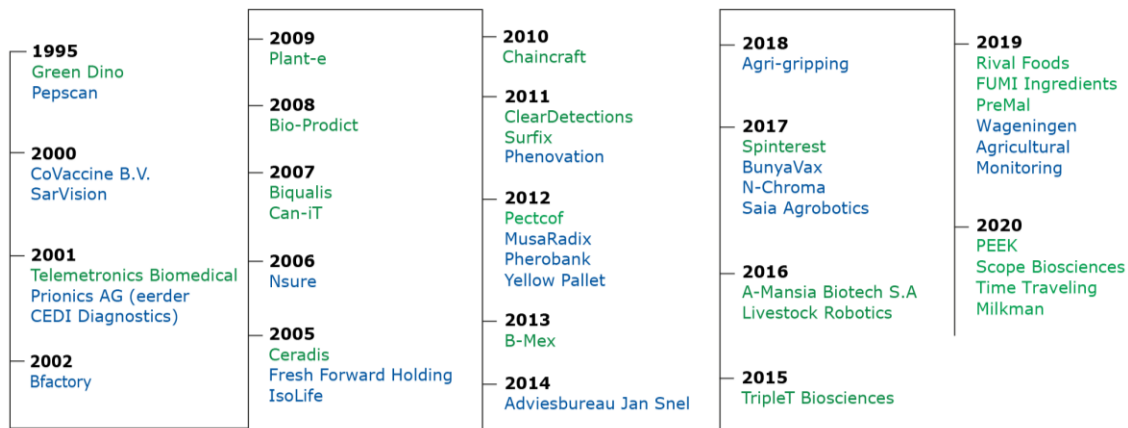 1995
Green Dino
Pepscan
2000
CoVaccine B.V.
SarVision
2001
Telemetronics Biomedical
Prionics AG (eerder
CEDI Diagnostics)
2002
Bfactory
2009
Plant-e
2008
Bio-Prodict
2007
Biqualis
Can-iT
2006
Nsure
2005
Ceradis
Fresh Forward Holding
IsoLife
2010
Chaincraft
2011
ClearDetections
Surfix
Phenovation
2012
Pectcof
MusaRadix
Pherobank
Yellow Pallet
2013
B-Mex
2014
Adviesbureau Jan Snel
2018
Agri-gripping
2017
Spinterest
BunyaVax
N-Chroma
Saia Agrobotics
2016
A-Mansia Biotech S.A
Livestock Robotics
2015
TripleT Biosciences
2019
Rival Foods
FUMI Ingredients
PreMal
Wageningen
Agricultural
Monitoring
2020
PEEK
Scope Biosciences
Time Traveling
Milkman